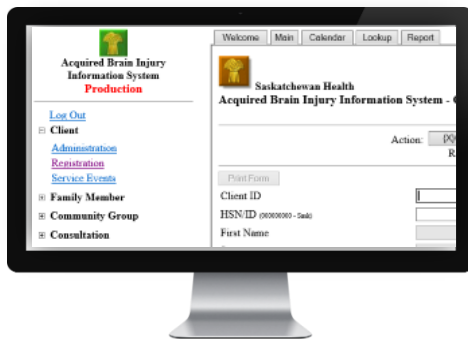 Welcome Main Calendar Lookup Report
Acquired Brain Injury
Information System
Production
Saskatchewan Health
Acquired Brain Injury Information System -
Log Out
Client
Action:
Administration
R
Registration
Service Events
Print Form
Client ID
Family Member
HSN/ID (000000000 - Sask)
Community Group
First Name
Consultation